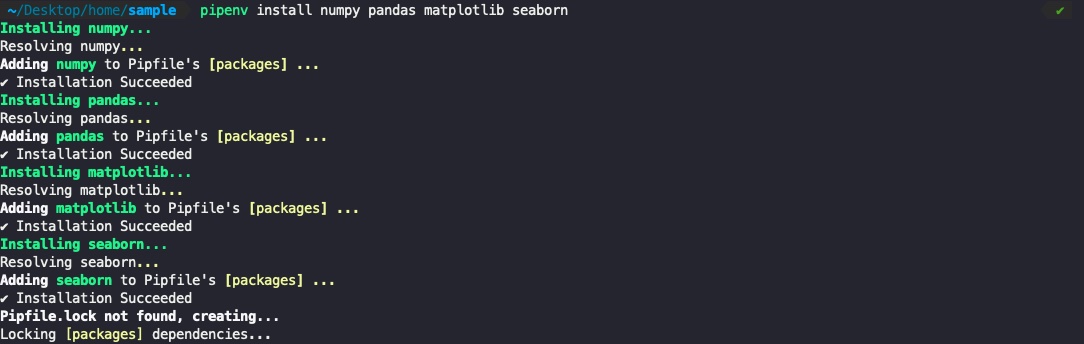 ~/Desktop/home/sample pipenv install numpy pandas matplotlib seaborn ✔
Installing numpy...
Resolving numpy...
Adding numpy to Pipfile's [packages] ...
✔ Installation Succeeded
Installing pandas...
Resolving pandas...
Adding pandas to Pipfile's [packages] ...
✔ Installation Succeeded
Installing matplotlib...
Resolving matplotlib...
Adding matplotlib to Pipfile's [packages] ...
✔ Installation Succeeded
Installing seaborn...
Resolving seaborn...
Adding seaborn to Pipfile's [packages] ...
✔ Installation Succeeded
Pipfile.lock not found, creating...
Locking [packages] dependencies...